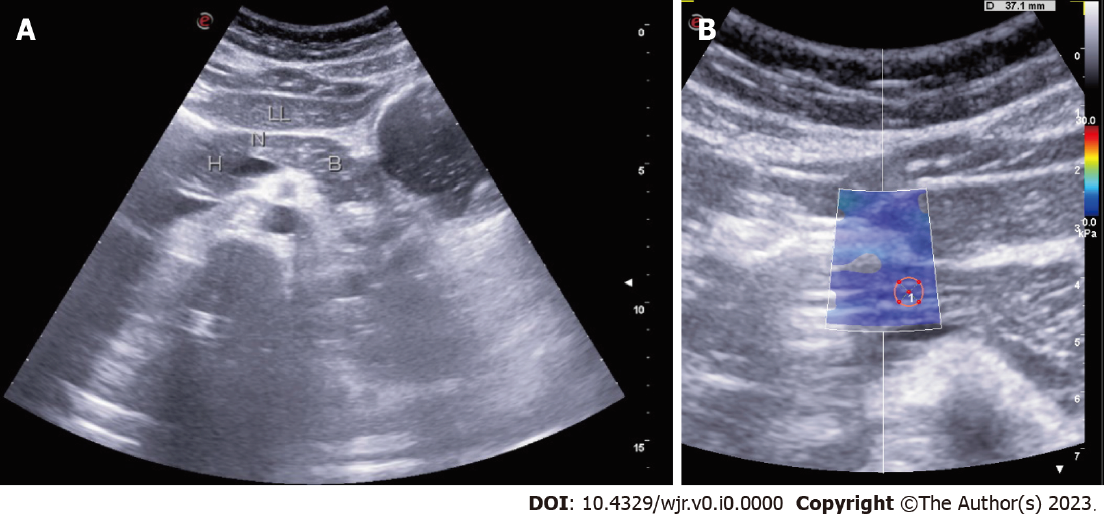 A
e
0
LL
N
H
B
5
10
15
B
e
D 37.1 mm
0
1
30.0
2
0.0
3
kPa
4
1
5
6
7
DOI: 10.4329/wjr.v0.i0.0000 Copyright ©The Author(s) 2023.